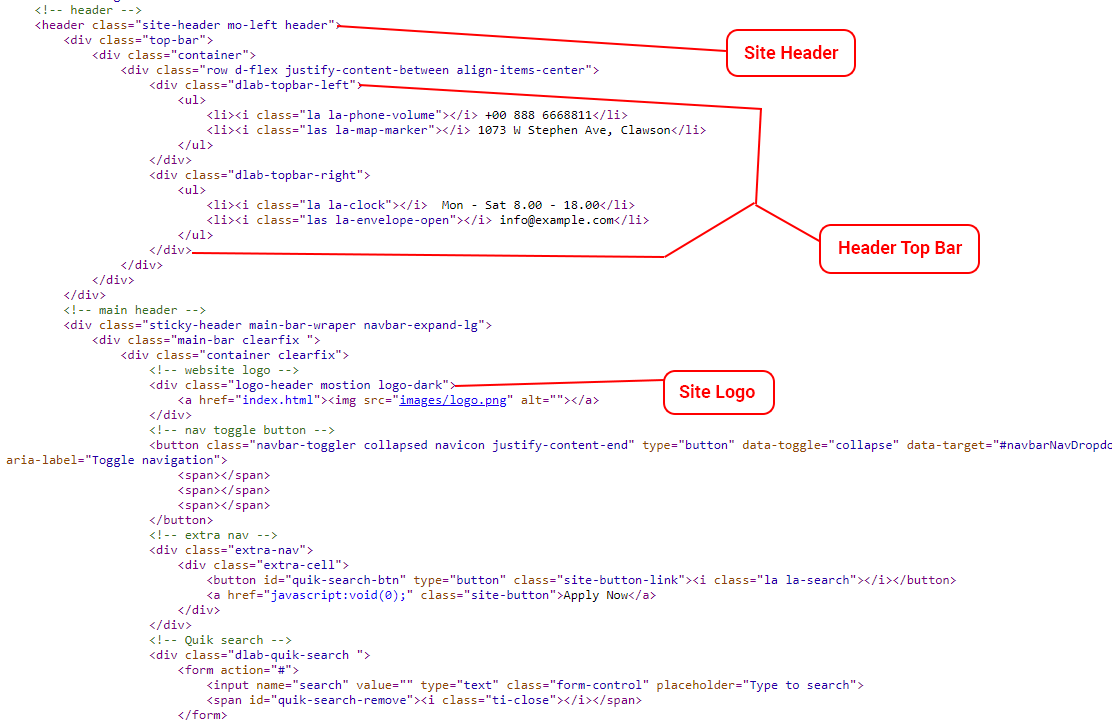 <!-- header -->
<header class="site-header mo-left header">
Site Header
<div class="top-bar">
<div class="container">
<div class="row d-flex justify-content-between align-items-center">
<div class="dlab-topbar-left">
<ul>
<li><i class="la la-phone-volume"></i> +00 888 6668811</li>
<li><i class="las la-map-marker"></i> 1073 W Stephen Ave, Clawson</li>
</ul>
</div>
<div class="dlab-topbar-right">
<ul>
<li><i class="la la-clock"></i>  Mon - Sat 8.00 - 18.00</li>
<li><i class="las la-envelope-open"></i> info@example.com</li>
</ul>
</div>
Header Top Bar
</div>
</div>
</div>
<!-- main header -->
<div class="sticky-header main-bar-wraper navbar-expand-lg">
<div class="main-bar clearfix ">
<div class="container clearfix">
<!-- website logo -->
<div class="logo-header mostion logo-dark">
Site Logo
<a href="index.html"><img src="images/logo.png" alt=""></a>
</div>
<!-- nav toggle button -->
<button class="navbar-toggler collapsed navicon justify-content-end" type="button" data-toggle="collapse" data-target="#navbarNavDropdo
aria-label="Toggle navigation">
<span></span>
<span></span>
<span></span>
</button>
<!-- extra nav -->
<div class="extra-nav">
<div class="extra-cell">
<button id="quik-search-btn" type="button" class="site-button-link"><i class="la la-search"></i></button>
<a href="javascript:void(0);" class="site-button">Apply Now</a>
</div>
</div>
<!-- Quik search -->
<div class="dlab-quik-search ">
<form action="#">
<input name="search" value="" type="text" class="form-control" placeholder="Type to search">
<span id="quik-search-remove"><i class="ti-close"></i></span>
</form>